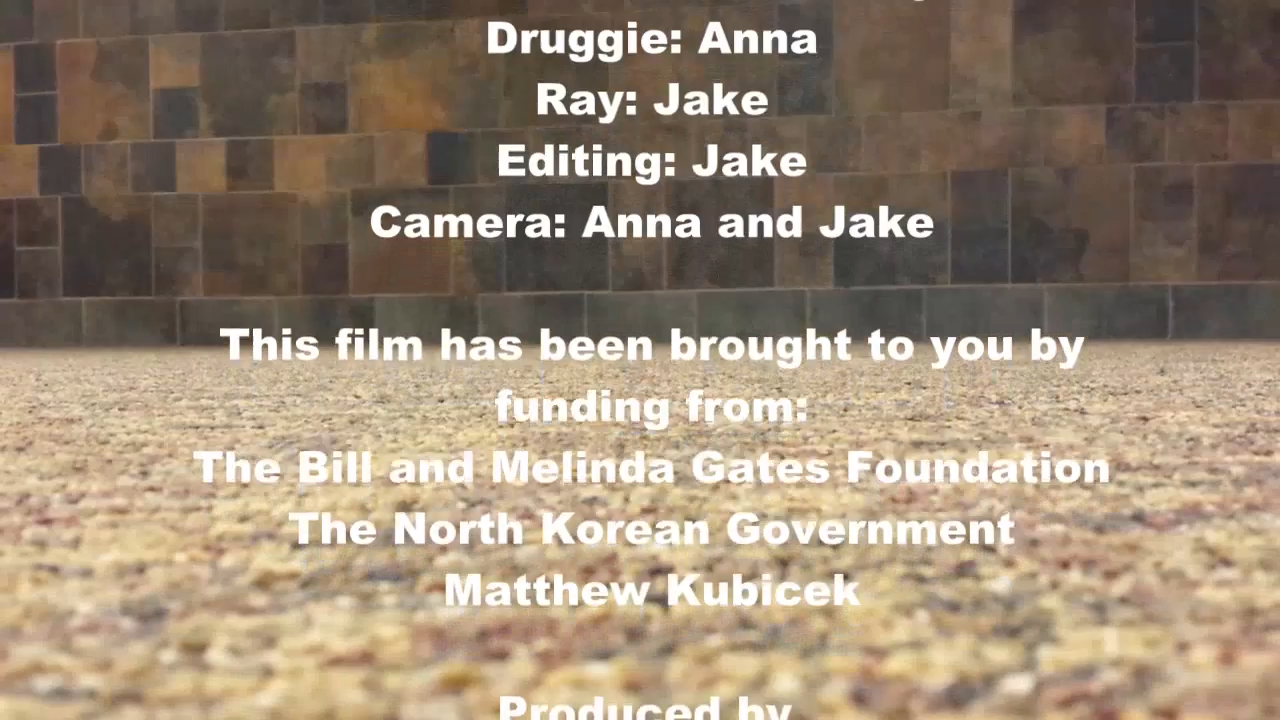 Druggie: Anna
Ray: Jake
Editing: Jake
Camera: Anna and Jake
This film has been brought to you by
funding from:
The Bill and Melinda Gates Foundation
The North Korean Government
Matthew Kubicek
Produced by